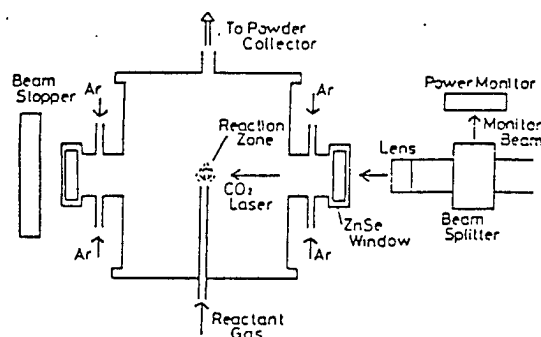 To Powder
Collector
Beam
Stopper
Ar
Ar
Power Monitor
Monitor
Beam
Reaction
Zone
Lens
CO₂
Laser
ZnSe
Window
Beam
Splitter
Ar
Ar
Reactant
Gas